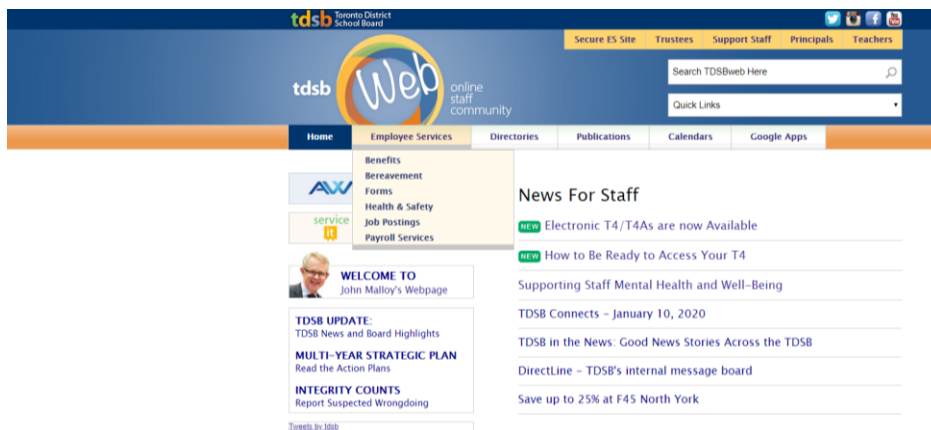 tdsb Toronto District
School Board
Secure ES Site Trustees Support Staff Principals Teachers
tdsb Web online
staff
community
Search TDSBweb Here
Quick Links
Home Employee Services Directories Publications Calendars Google Apps
Benefits
Bereavement
Forms
Health & Safety
Job Postings
Payroll Services
AW
service
it
WELCOME TO
John Malloy's Webpage
TDSB UPDATE:
TDSB News and Board Highlights
MULTI-YEAR STRATEGIC PLAN
Read the Action Plans
INTEGRITY COUNTS
Report Suspected Wrongdoing
Tweets by tdsb
News For Staff
NEW Electronic T4/T4As are now Available
NEW How to Be Ready to Access Your T4
Supporting Staff Mental Health and Well-Being
TDSB Connects - January 10, 2020
TDSB in the News: Good News Stories Across the TDSB
DirectLine - TDSB's internal message board
Save up to 25% at F45 North York